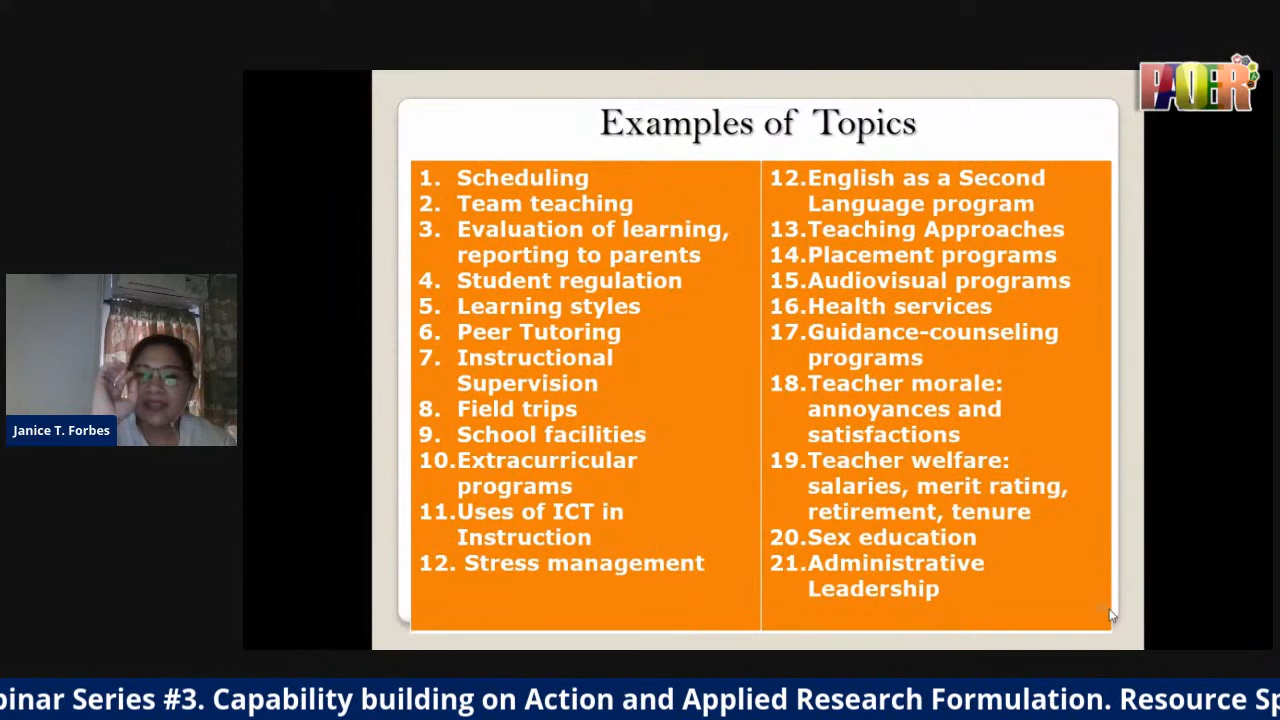 PAOER
Examples of Topics
1. Scheduling
2. Team teaching
3. Evaluation of learning,
reporting to parents
4. Student regulation
5. Learning styles
6. Peer Tutoring
7. Instructional
Supervision
8. Field trips
9. School facilities
10.Extracurricular
programs
11.Uses of ICT in
Instruction
12. Stress management
12.English as a Second
Language program
13.Teaching Approaches
14.Placement programs
15.Audiovisual programs
16.Health services
17.Guidance-counseling
programs
18.Teacher morale:
annoyances and
satisfactions
19.Teacher welfare:
salaries, merit rating,
retirement, tenure
20.Sex education
21.Administrative
Leadership
Janice T. Forbes
binar Series #3. Capability building on Action and Applied Research Formulation. Resource Sp